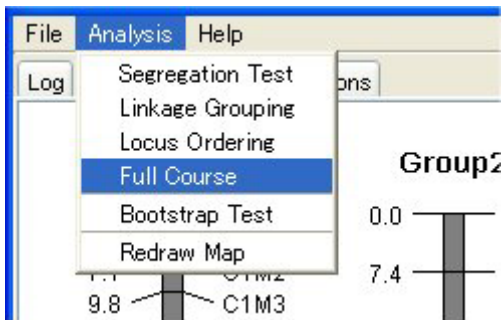 File Analysis Help
Log
ons
Segregation Test
Linkage Grouping
Locus Ordering
Full Course
Bootstrap Test
Redraw Map
Group2
0.0
7.4
C1M2
9.8 C1M3